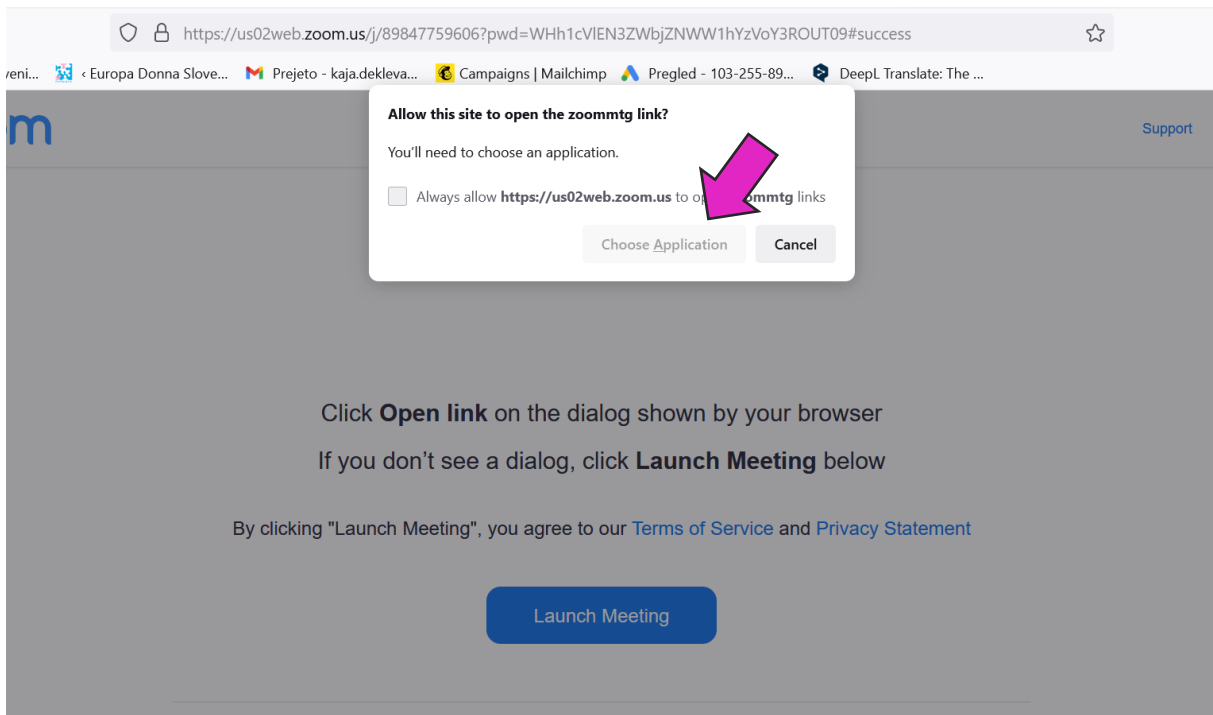 https://us02web.zoom.us/j/89847759606?pwd=WHh1cVlEN3ZWbjZNWW1hYzVoY3ROUT09#success
veni... ‹ Europa Donna Slove... Prejeto - kaja.dekleva... Campaigns | Mailchimp Pregled - 103-255-89... DeepL Translate: The ...
m
Support
Allow this site to open the zoommtg link?
You'll need to choose an application.
Always allow https://us02web.zoom.us to links
Choose Application Cancel
Click Open link on the dialog shown by your browser
If you don't see a dialog, click Launch Meeting below
By clicking "Launch Meeting", you agree to our Terms of Service and Privacy Statement
Launch Meeting